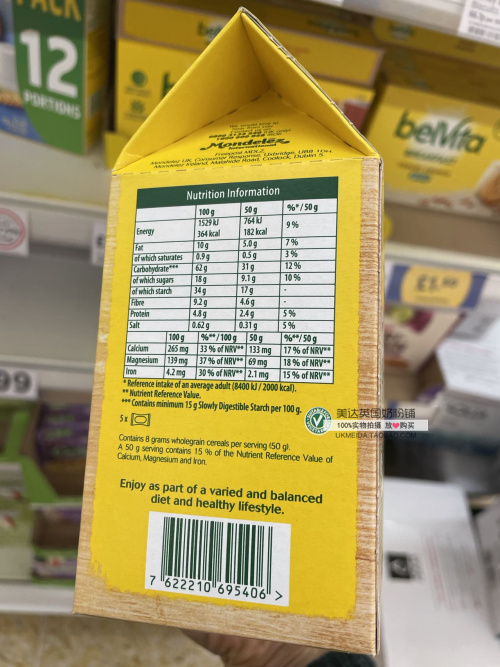 PACK
12
PORTIONS
belVita
£1.50
99
Mondelez
International
Mondelez UK, Consumer Response, Uxbridge, UB8 1DH.
Mondelez Ireland, Malahide Road, Coolock, Dublin 5.
Nutrition Information
100 g 50 g %*/50 g
Energy 1529 kJ 764 kJ 9 %
364 kcal 182 kcal
Fat 10 g 5.0 g 7 %
of which saturates 0.9 g 0.5 g 3 %
Carbohydrate*** 62 g 31 g 12 %
of which sugars 18 g 9.1 g 10 %
of which starch 34 g 17 g -
Fibre 9.2 g 4.6 g -
Protein 4.8 g 2.4 g 5 %
Salt 0.62 g 0.31 g 5 %
100 g %**/100 g 50 g %**/50 g
Calcium 265 mg 33 % of NRV** 133 mg 17 % of NRV**
Magnesium 139 mg 37 % of NRV** 69 mg 18 % of NRV**
Iron 4.2 mg 30 % of NRV** 2.1 mg 15 % of NRV**
* Reference intake of an average adult (8400 kJ / 2000 kcal).
** Nutrient Reference Value.
*** Contains minimum 15 g Slowly Digestible Starch per 100 g.
5 x
Contains 8 grams wholegrain cereals per serving (50 g).
A 50 g serving contains 15 % of the Nutrient Reference Value of
Calcium, Magnesium and Iron.
美达英国奶粉铺
100%实物拍摄 放❤购买
UKMEIDA.TAOBAO.COM
Enjoy as part of a varied and balanced
diet and healthy lifestyle.
7 622210 695406 >